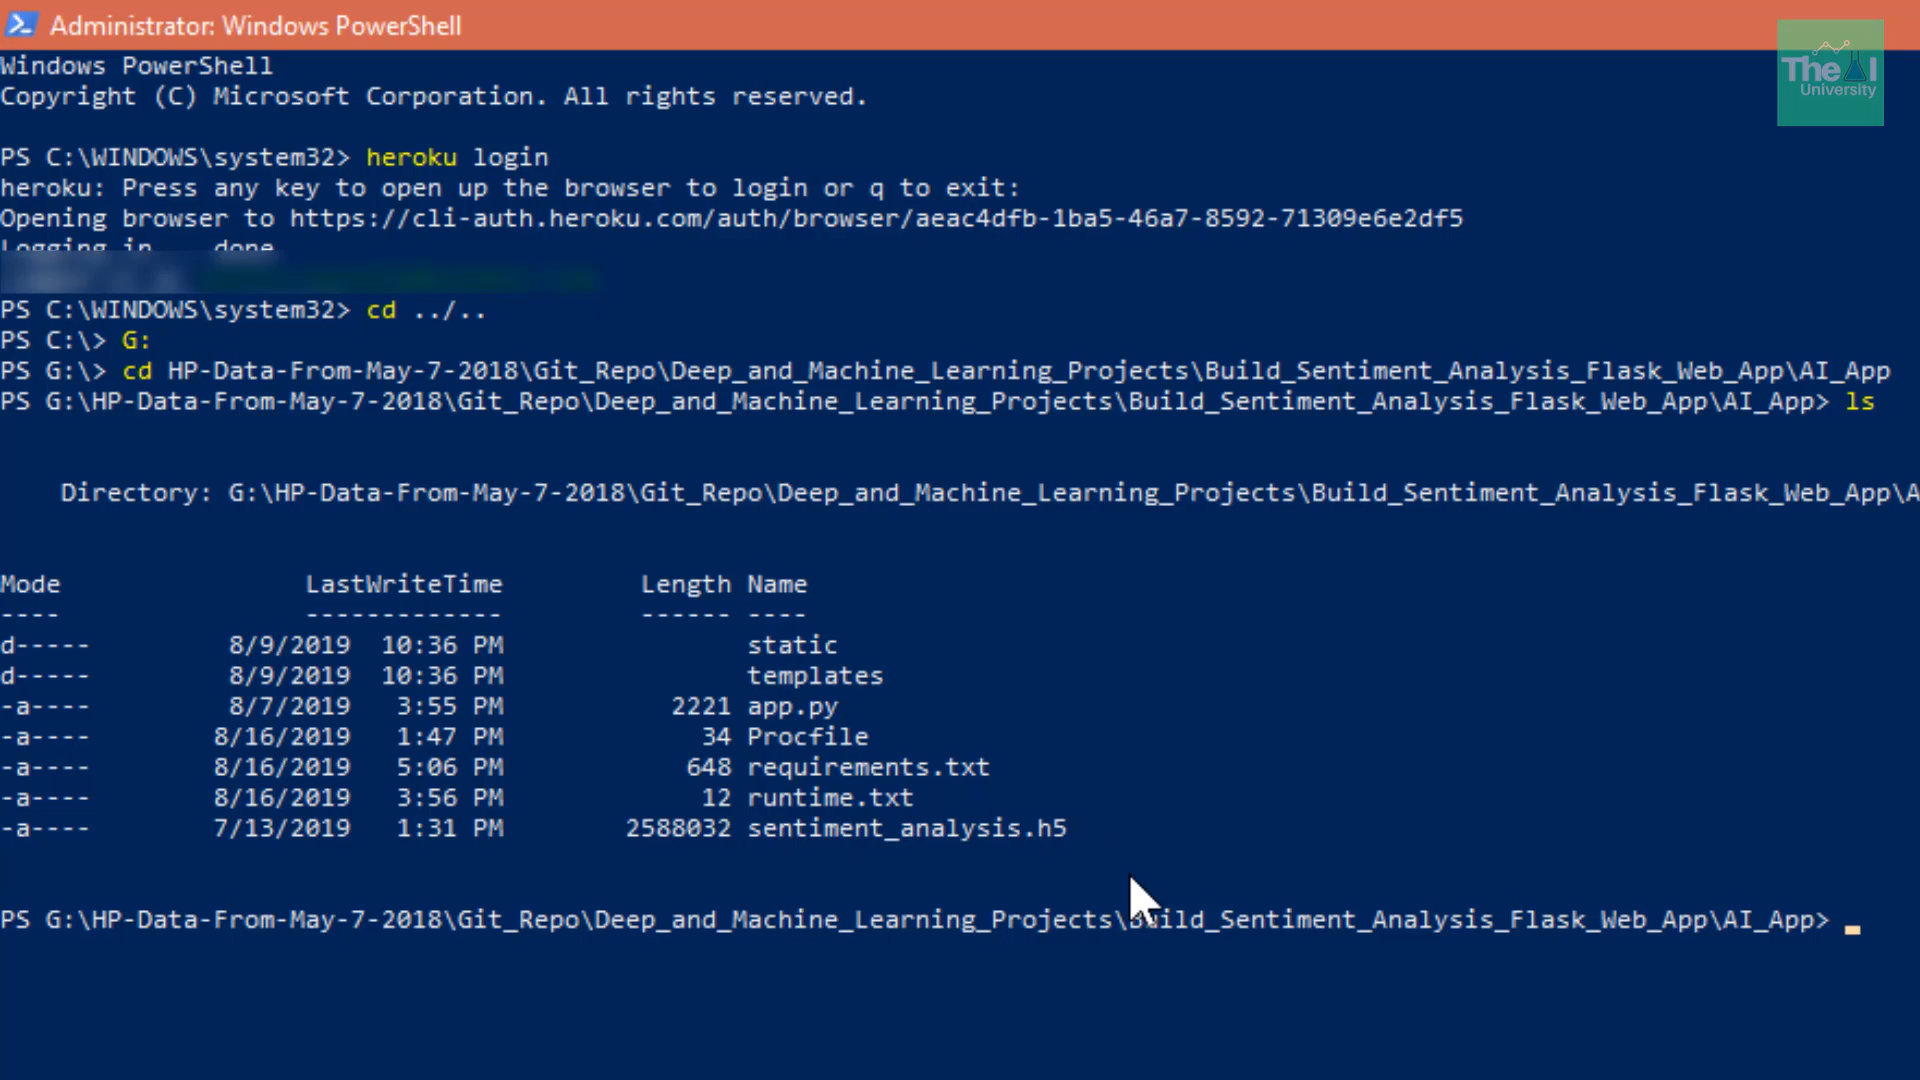 Administrator: Windows PowerShell
The AI
University
Windows PowerShell
Copyright (C) Microsoft Corporation. All rights reserved.
PS C:\WINDOWS\system32> heroku login
heroku: Press any key to open up the browser to login or q to exit:
Opening browser to https://cli-auth.heroku.com/auth/browser/aeac4dfb-1ba5-46a7-8592-71309e6e2df5
Logging in... done
PS C:\WINDOWS\system32> cd ../..
PS C:\> G:
PS G:\> cd HP-Data-From-May-7-2018\Git_Repo\Deep_and_Machine_Learning_Projects\Build_Sentiment_Analysis_Flask_Web_App\AI_App
PS G:\HP-Data-From-May-7-2018\Git_Repo\Deep_and_Machine_Learning_Projects\Build_Sentiment_Analysis_Flask_Web_App\AI_App> ls
Directory: G:\HP-Data-From-May-7-2018\Git_Repo\Deep_and_Machine_Learning_Projects\Build_Sentiment_Analysis_Flask_Web_App\A
Mode LastWriteTime Length Name
---- ------------- ------ ----
d----- 8/9/2019 10:36 PM static
d----- 8/9/2019 10:36 PM templates
-a---- 8/7/2019 3:55 PM 2221 app.py
-a---- 8/16/2019 1:47 PM 34 Procfile
-a---- 8/16/2019 5:06 PM 648 requirements.txt
-a---- 8/16/2019 3:56 PM 12 runtime.txt
-a---- 7/13/2019 1:31 PM 2588032 sentiment_analysis.h5
PS G:\HP-Data-From-May-7-2018\Git_Repo\Deep_and_Machine_Learning_Projects\Build_Sentiment_Analysis_Flask_Web_App\AI_App>